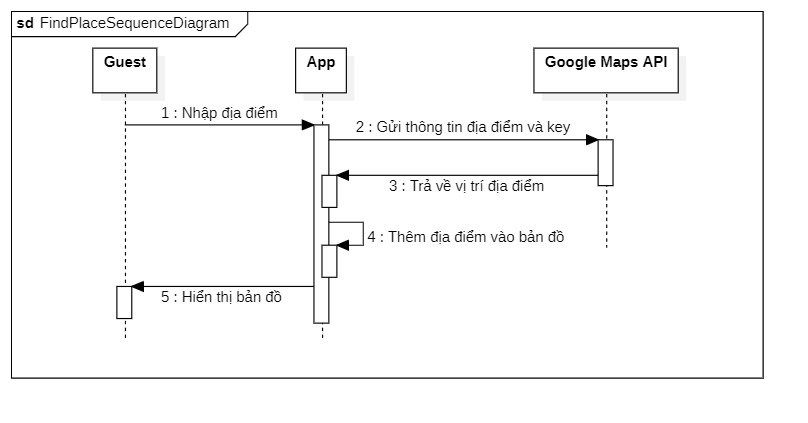 sd FindPlaceSequenceDiagram
Guest
App
Google Maps API
1 : Nhập địa điểm
2 : Gửi thông tin địa điểm và key
3 : Trả về vị trí địa điểm
4 : Thêm địa điểm vào bản đồ
5 : Hiển thị bản đồ